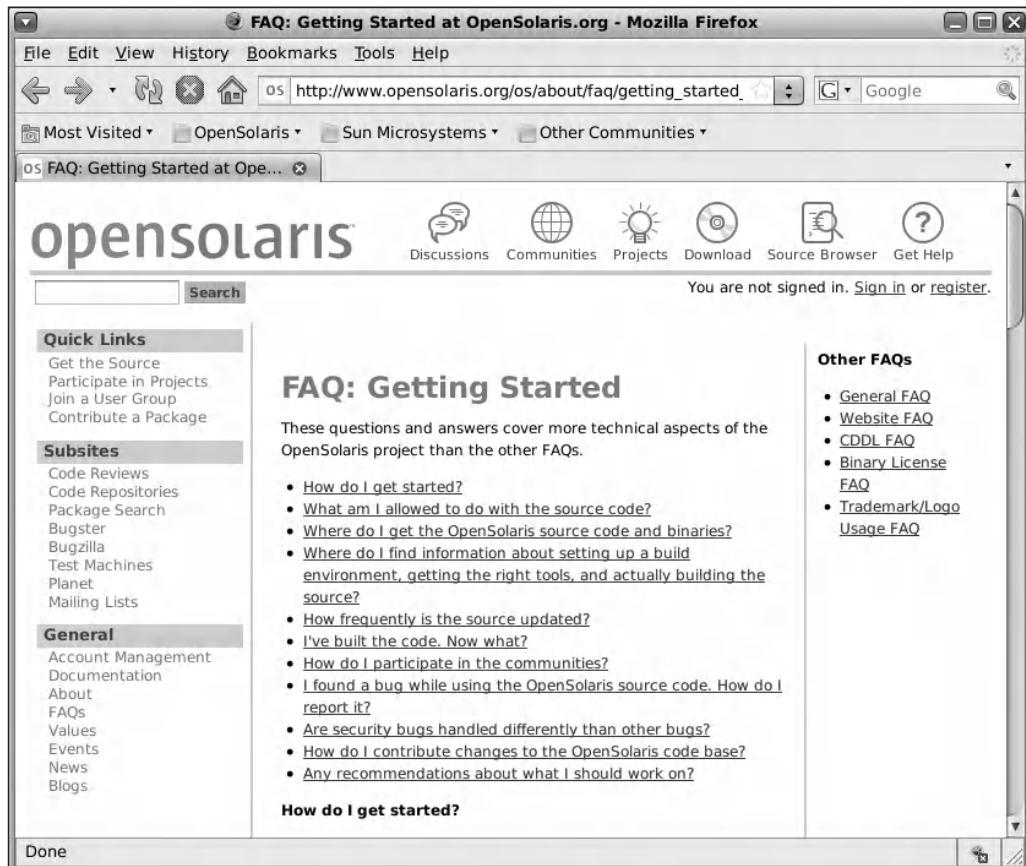 FAQ: Getting Started at OpenSolaris.org - Mozilla Firefox
File Edit View History Bookmarks Tools Help
os http://www.opensolaris.org/os/about/faq/getting_started_ G Google
Most Visited OpenSolaris Sun Microsystems Other Communities
os FAQ: Getting Started at Ope...
opensolaris
Discussions Communities Projects Download Source Browser Get Help
Search
You are not signed in. Sign in or register.
Quick Links
Get the Source
Participate in Projects
Join a User Group
Contribute a Package
Subsites
Code Reviews
Code Repositories
Package Search
Bugster
Bugzilla
Test Machines
Planet
Mailing Lists
General
Account Management
Documentation
About
FAQs
Values
Events
News
Blogs
FAQ: Getting Started
These questions and answers cover more technical aspects of the
OpenSolaris project than the other FAQs.
• How do I get started?
• What am I allowed to do with the source code?
• Where do I get the OpenSolaris source code and binaries?
• Where do I find information about setting up a build
environment, getting the right tools, and actually building the
source?
• How frequently is the source updated?
• I've built the code. Now what?
• How do I participate in the communities?
• I found a bug while using the OpenSolaris source code. How do I
report it?
• Are security bugs handled differently than other bugs?
• How do I contribute changes to the OpenSolaris code base?
• Any recommendations about what I should work on?
How do I get started?
Other FAQs
• General FAQ
• Website FAQ
• CDDL FAQ
• Binary License
FAQ
• Trademark/Logo
Usage FAQ
Done